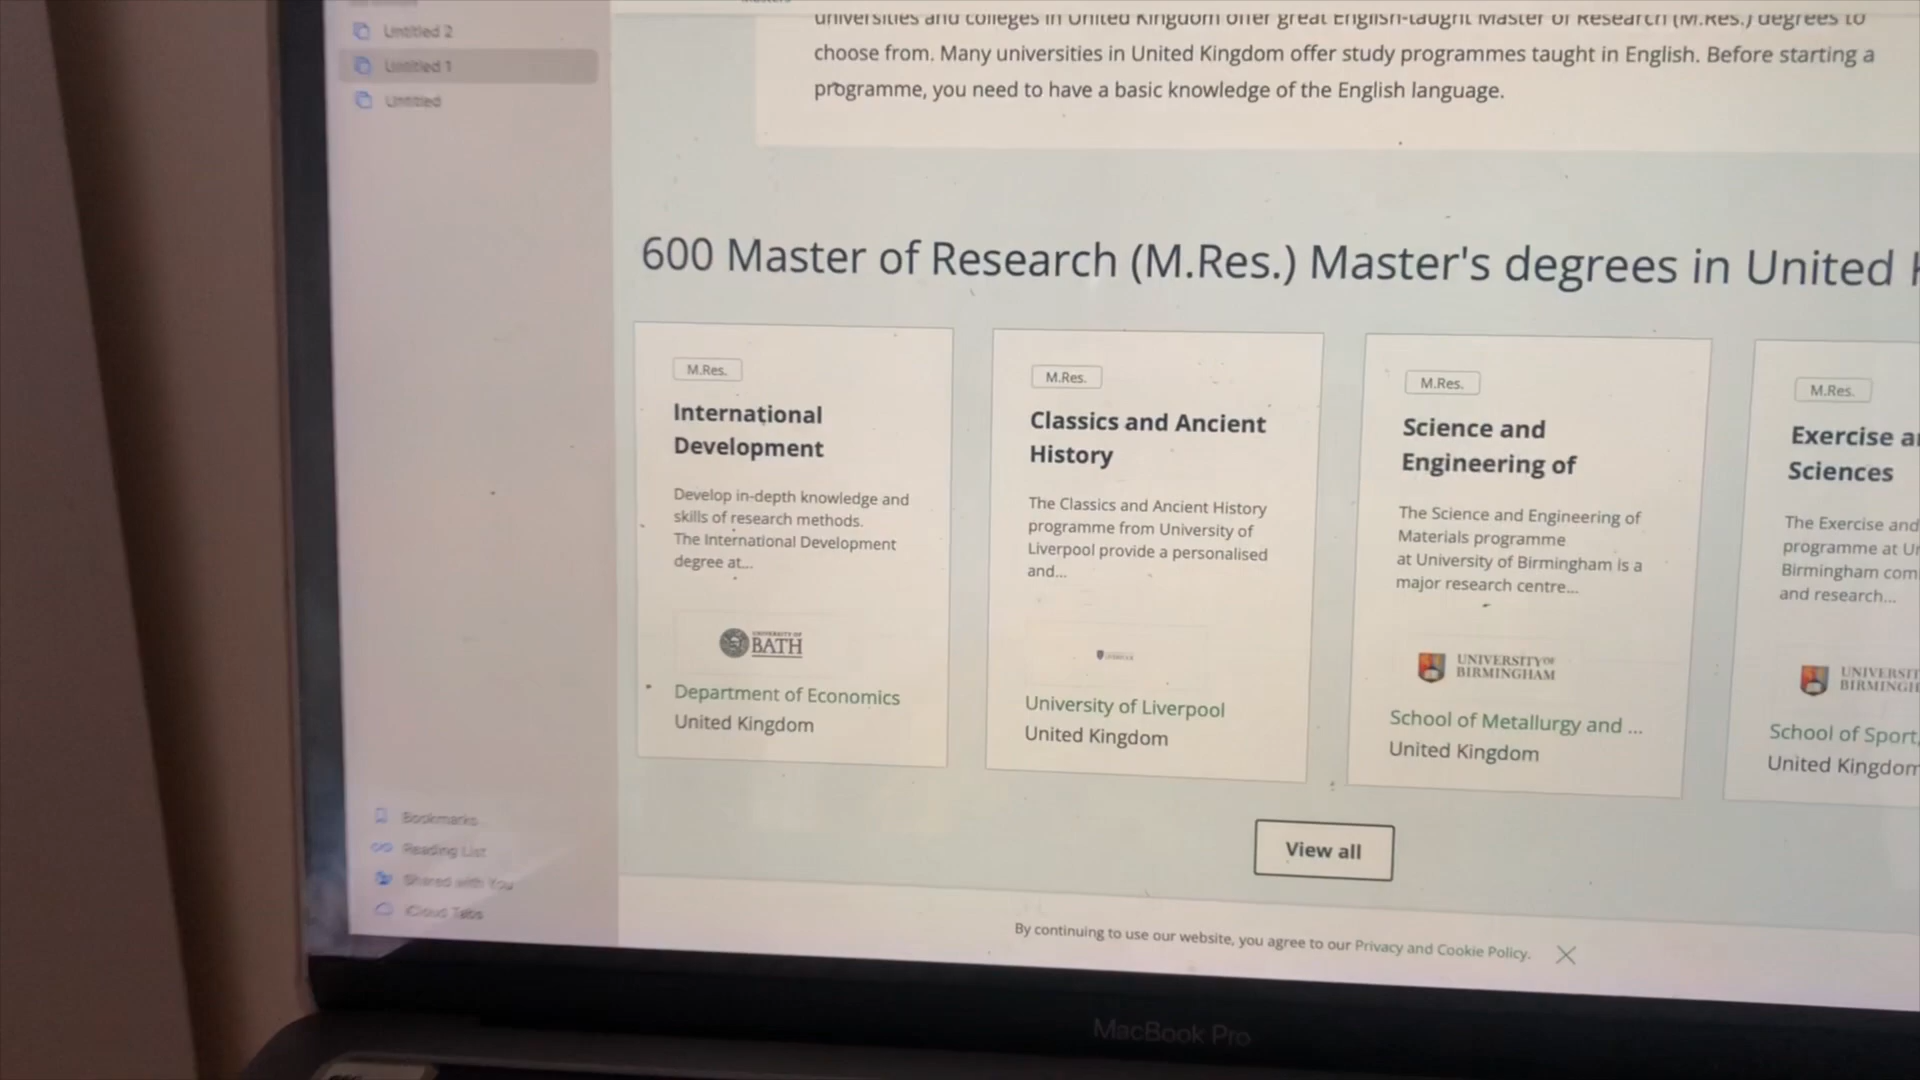 Untitled 2
Untitled 1
Untitled
universities and colleges in United Kingdom offer great English-taught Master of Research (M.Res.) degrees to
choose from. Many universities in United Kingdom offer study programmes taught in English. Before starting a
programme, you need to have a basic knowledge of the English language.
600 Master of Research (M.Res.) Master's degrees in United
M.Res.
International
Development
Develop in-depth knowledge and
skills of research methods.
The International Development
degree at...
UNIVERSITY OF
BATH
Department of Economics
United Kingdom
M.Res.
Classics and Ancient
History
The Classics and Ancient History
programme from University of
Liverpool provide a personalised
and...
University of Liverpool
United Kingdom
M.Res.
Science and
Engineering of
The Science and Engineering of
Materials programme
at University of Birmingham is a
major research centre...
UNIVERSITY OF
BIRMINGHAM
School of Metallurgy and ...
United Kingdom
M.Res.
Exercise
Sciences
The Exercise and
programme at
Birmingham
and research...
School of Sport,
United Kingdom
View all
Bookmarks
Reading List
Shared with You
iCloud Tabs
By continuing to use our website, you agree to our Privacy and Cookie Policy.
MacBook Pro